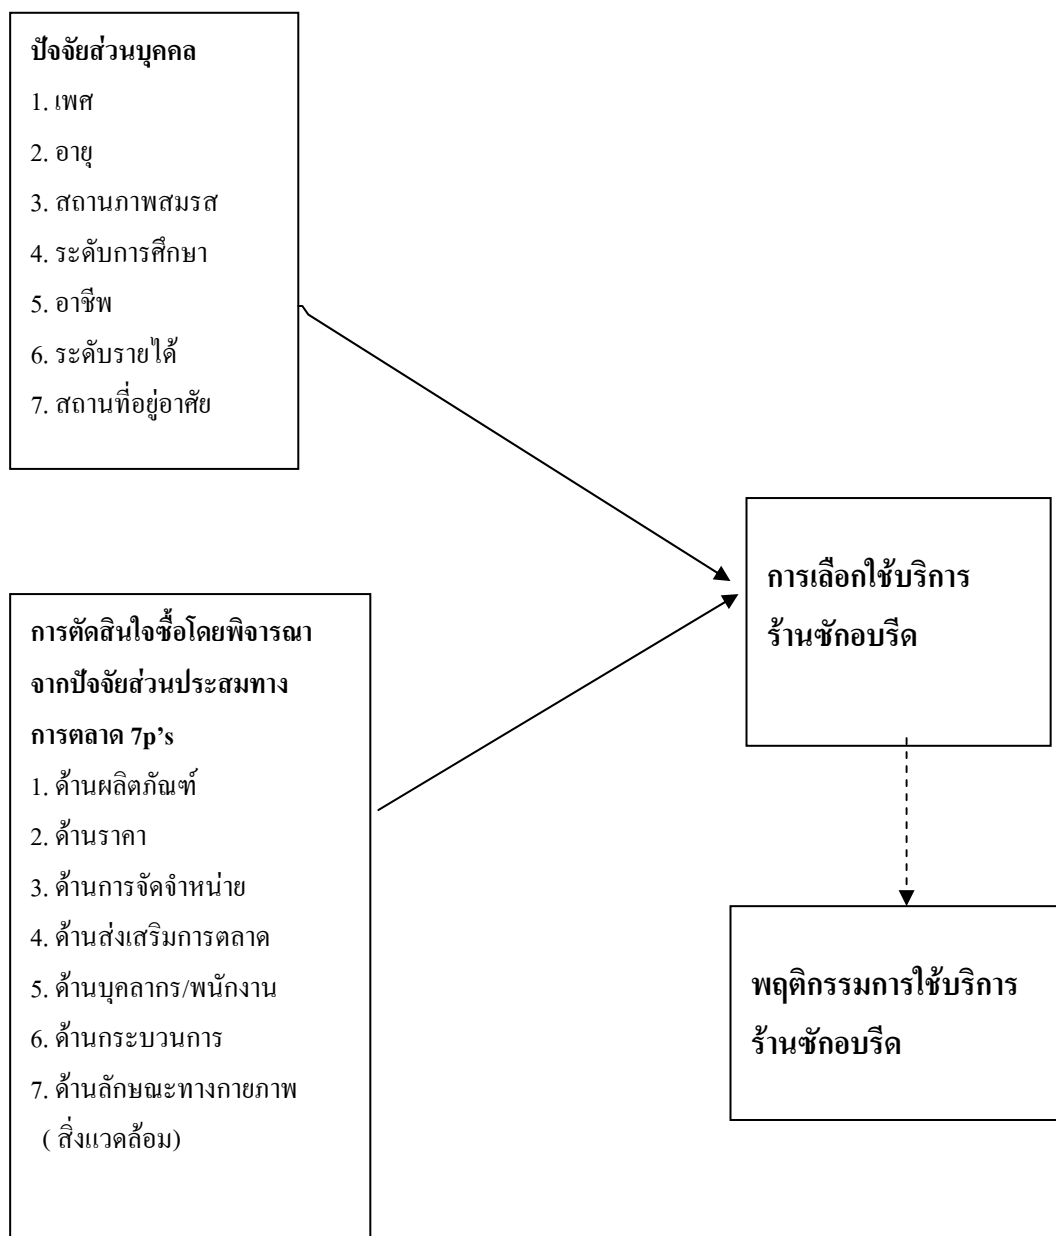 ปัจจัยส่วนบุคคล
1. เพศ
2. อายุ
3. สถานภาพสมรส
4. ระดับการศึกษา
5. อาชีพ
6. ระดับรายได้
7. สถานที่อยู่อาศัย
การตัดสินใจซื้อโดยพิจารณา
จากปัจจัยส่วนประสมทาง
การตลาด 7p's
1. ด้านผลิตภัณฑ์
2. ด้านราคา
3. ด้านการจัดจำหน่าย
4. ด้านส่งเสริมการตลาด
5. ด้านบุคลากร/พนักงาน
6. ด้านกระบวนการ
7. ด้านลักษณะทางกายภาพ
( สิ่งแวดล้อม)
การเลือกใช้บริการ
ร้านซักอบรีด
พฤติกรรมการใช้บริการ
ร้านซักอบรีด